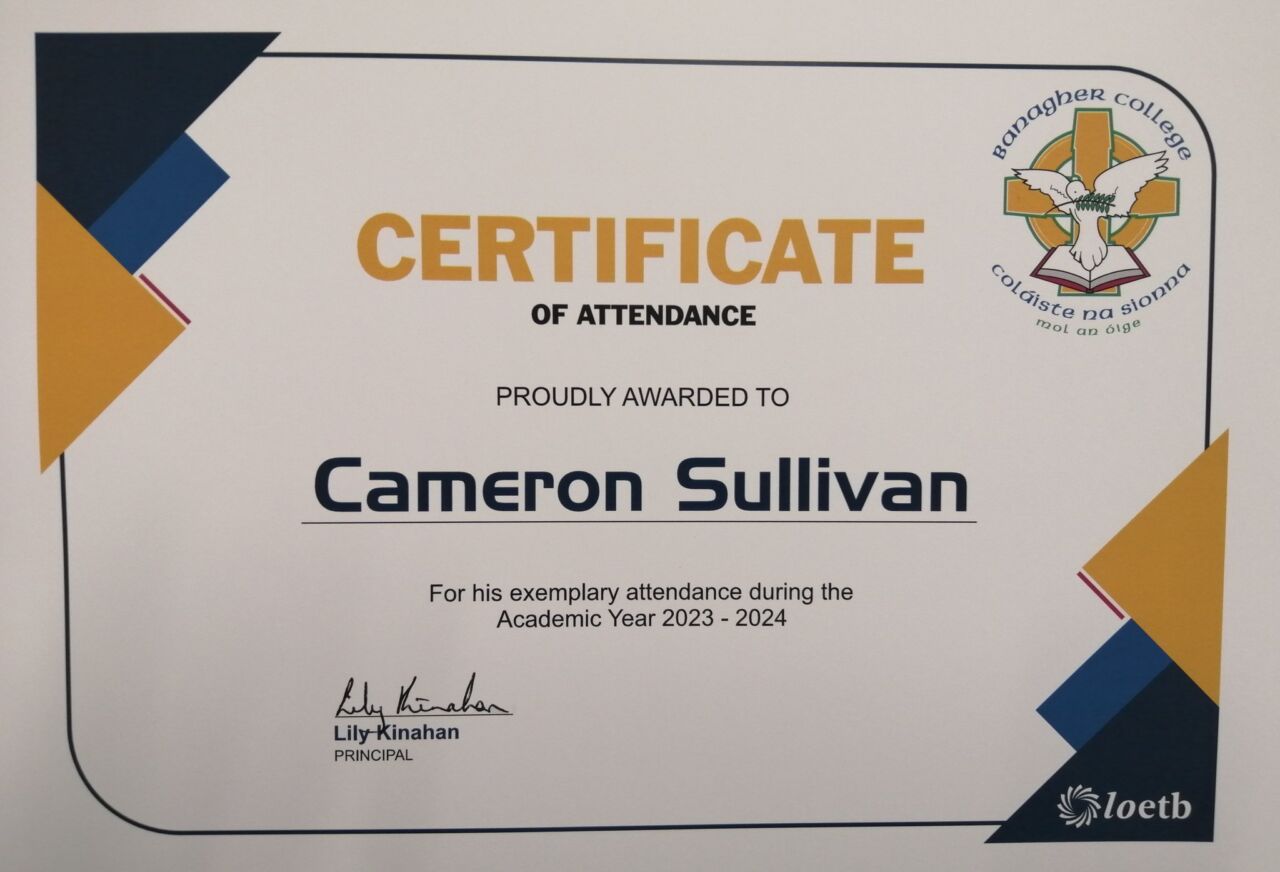 Banagher College
Coláiste na Sionna
mol an óige
CERTIFICATE
OF ATTENDANCE
PROUDLY AWARDED TO
Cameron Sullivan
For his exemplary attendance during the
Academic Year 2023 - 2024
Lily Kinahan
Lily Kinahan
PRINCIPAL
loetb